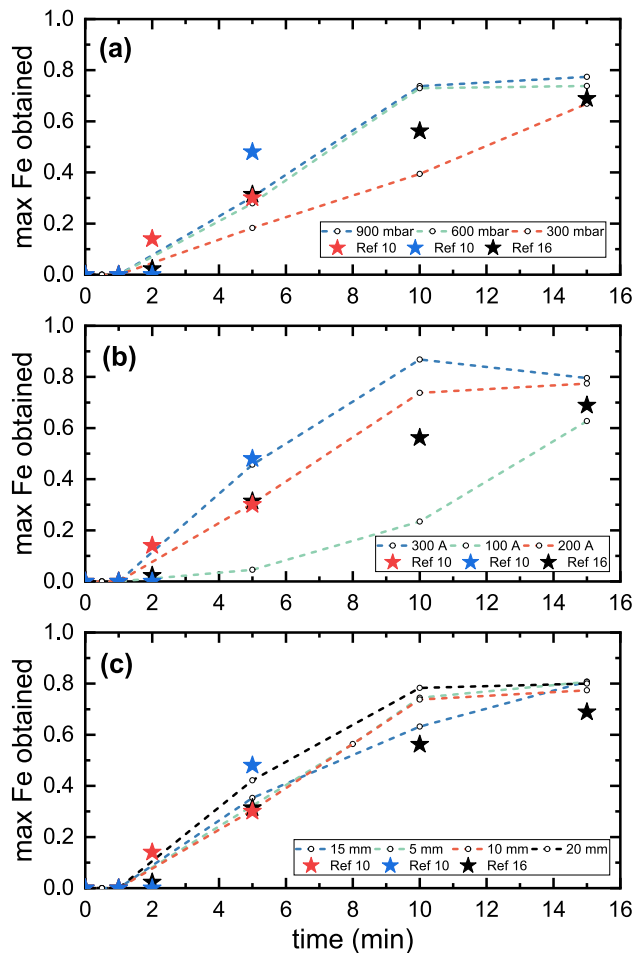 (a)
max Fe obtained
1.0
0.8
0.6
0.4
0.2
0.0
900 mbar 600 mbar 300 mbar
Ref 10 Ref 10 Ref 16
0 2 4 6 8 10 12 14 16
(b)
max Fe obtained
1.0
0.8
0.6
0.4
0.2
0.0
300 A 100 A 200 A
Ref 10 Ref 10 Ref 16
0 2 4 6 8 10 12 14 16
(c)
max Fe obtained
1.0
0.8
0.6
0.4
0.2
0.0
15 mm 5 mm 10 mm 20 mm
Ref 10 Ref 10 Ref 16
0 2 4 6 8 10 12 14 16
time (min)